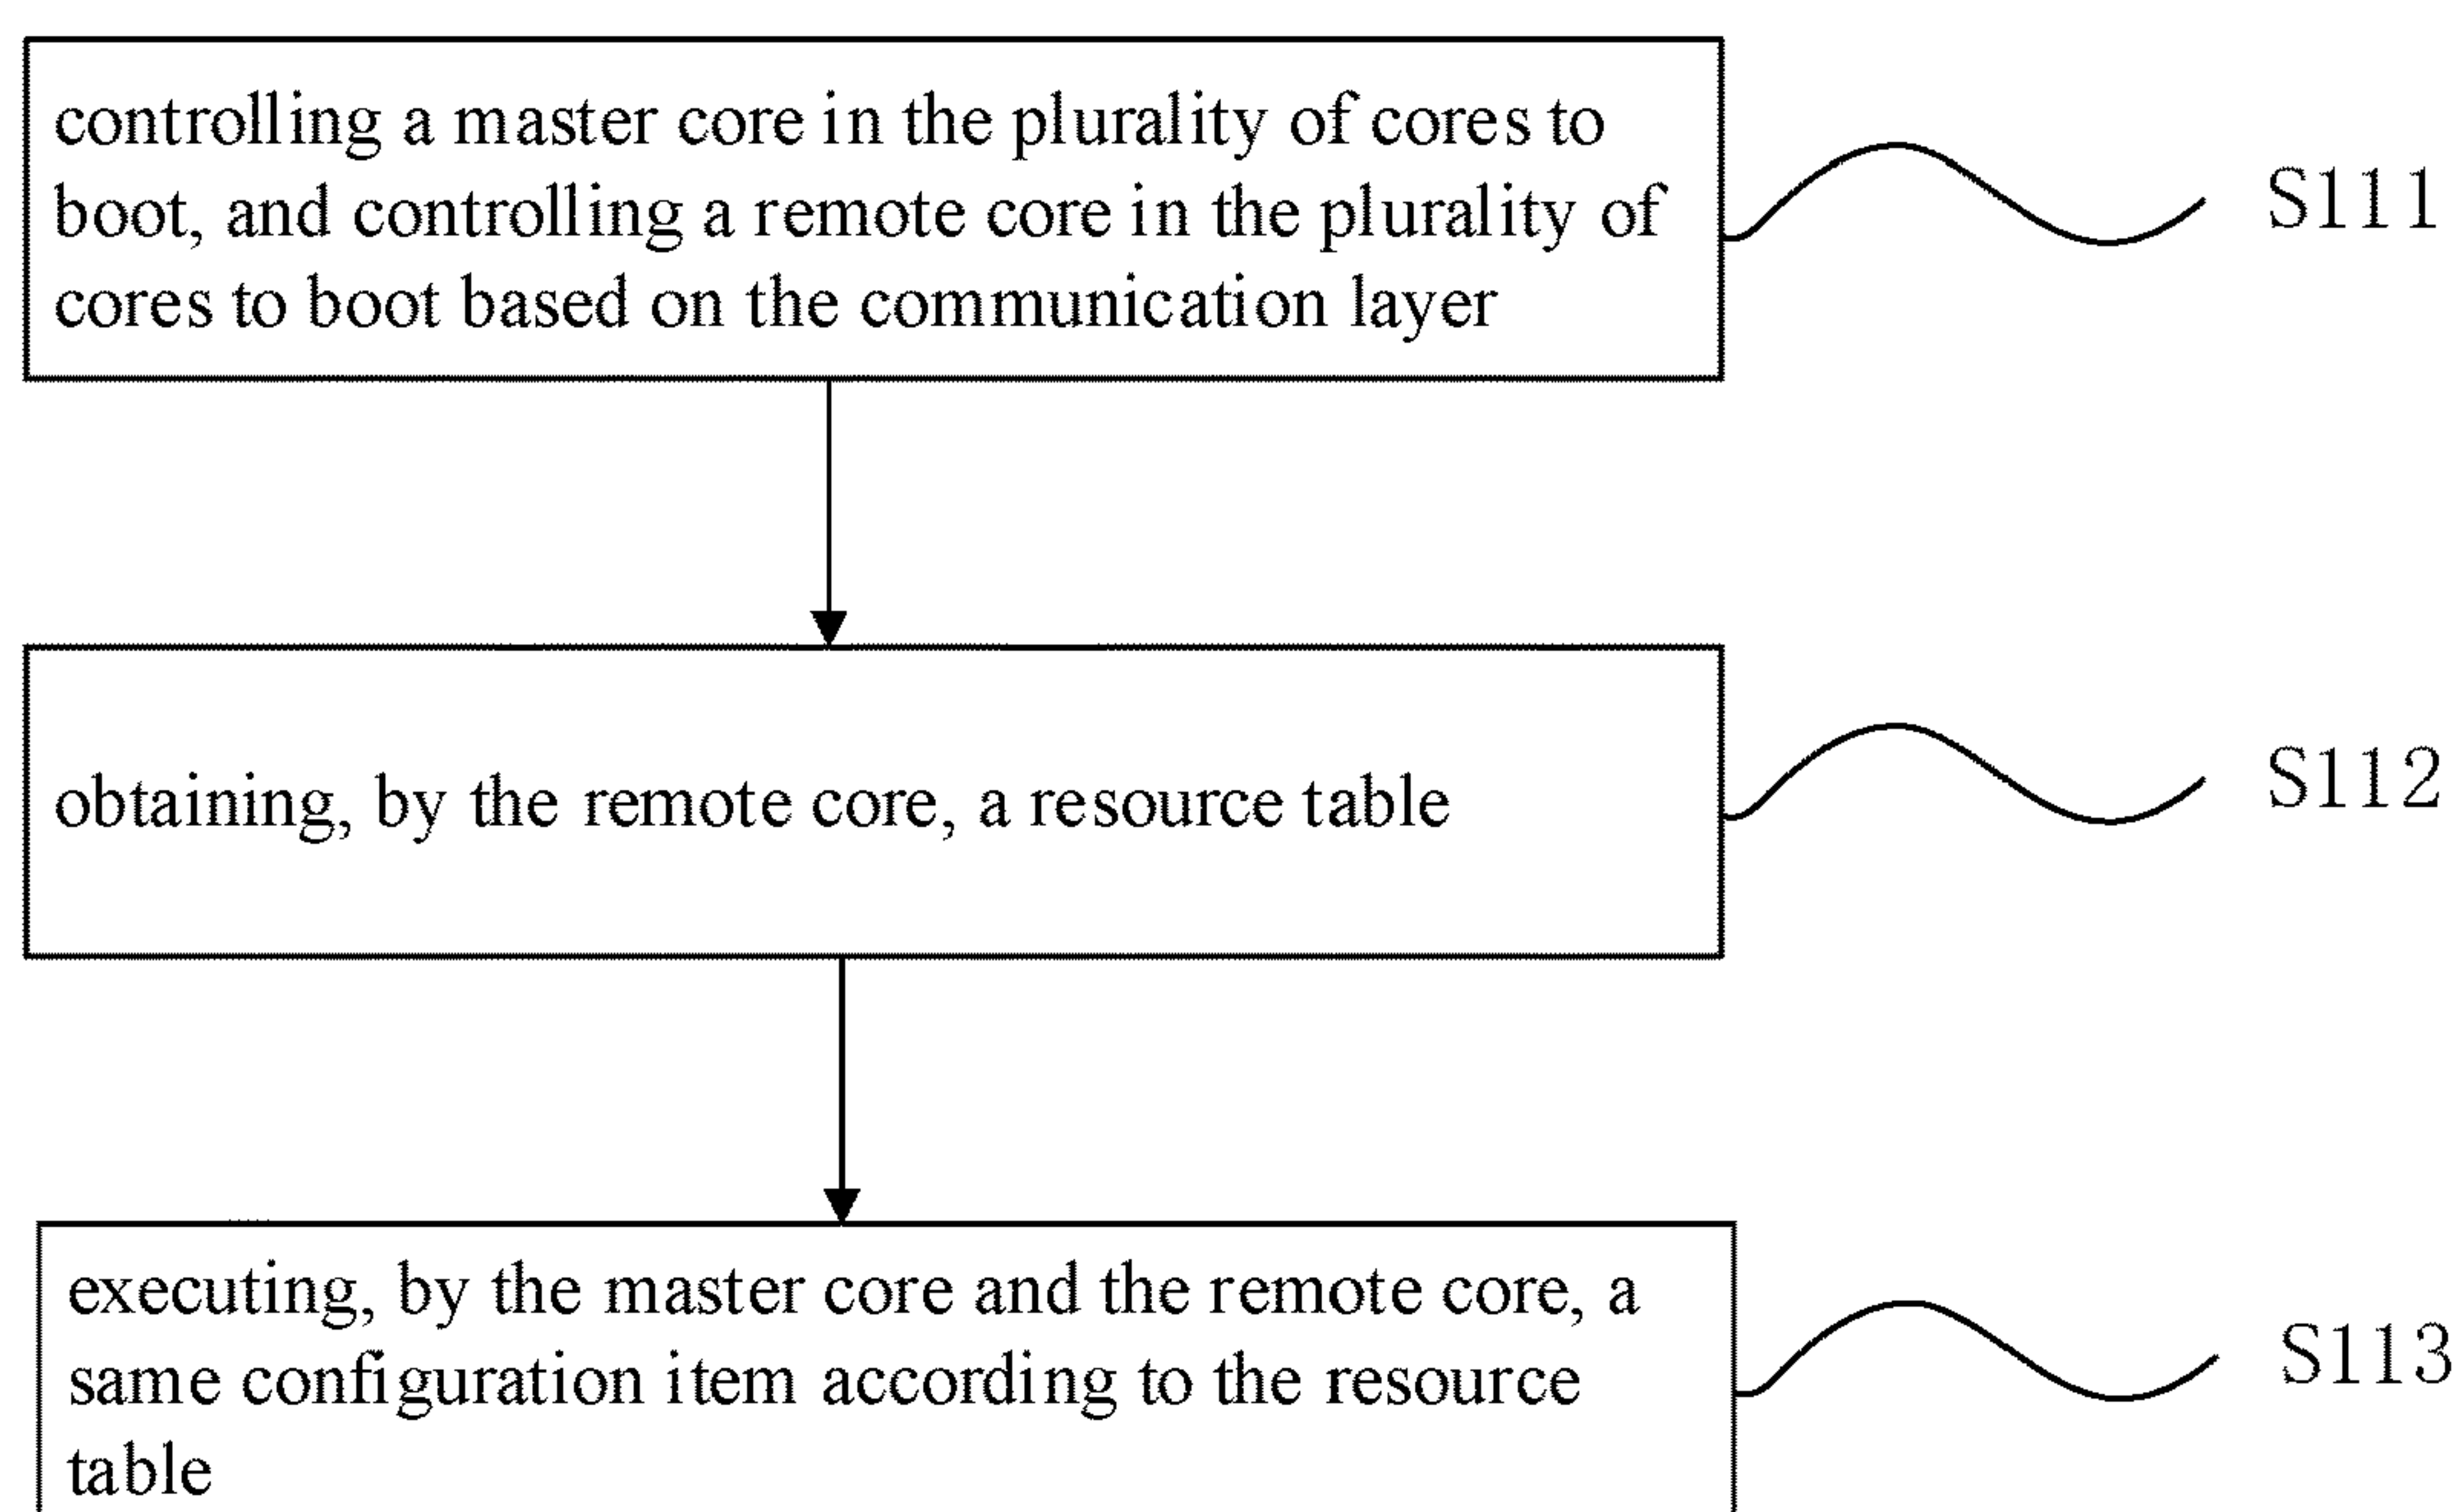 controlling a master core in the plurality of cores to
boot, and controlling a remote core in the plurality of
cores to boot based on the communication layer
S111
obtaining, by the remote core, a resource table
S112
executing, by the master core and the remote core, a
same configuration item according to the resource
table
S113